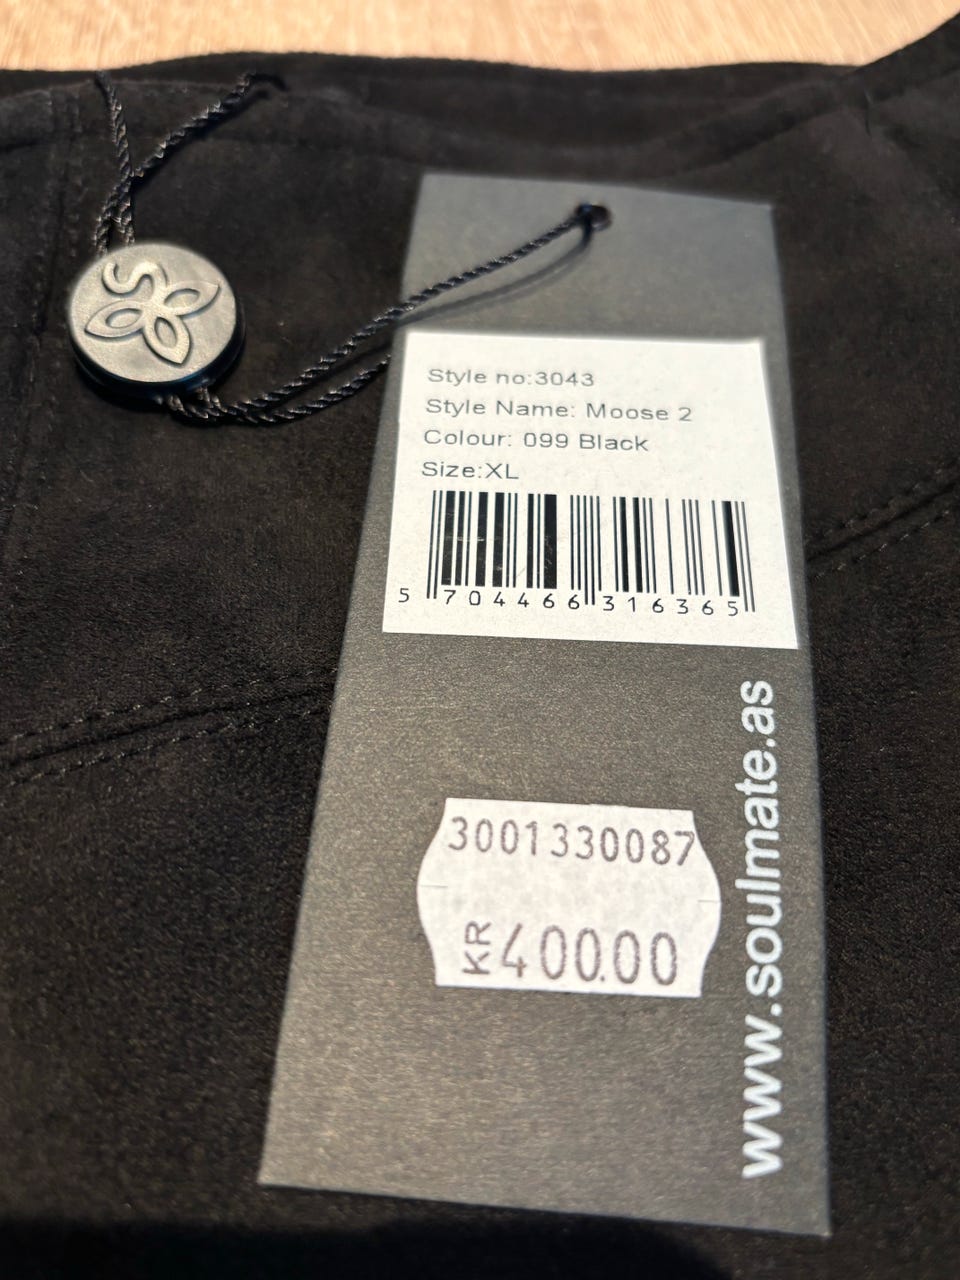 S
Style no:3043
Style Name: Moose 2
Colour: 099 Black
Size:XL
5 704466 316365
3001330087
KR 400.00
www.soulmate.as